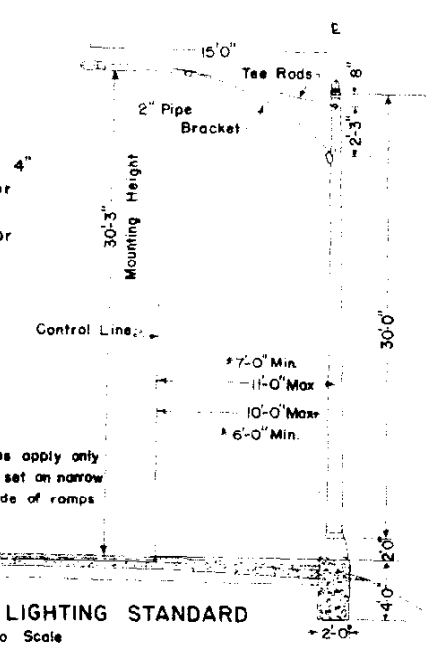 ℄
15'0"
Tee Rods
8"
2" Pipe
Bracket
2'-3"
4"
or
30'-3"
Mounting Height
or
30'-0"
Control Line
*7'-0" Min.
11'-0" Max
10'-0" Max
* 6'-0" Min.
apply only
set on narrow
de of ramps
2'0"
4'0"
LIGHTING STANDARD
o Scale
2'-0"